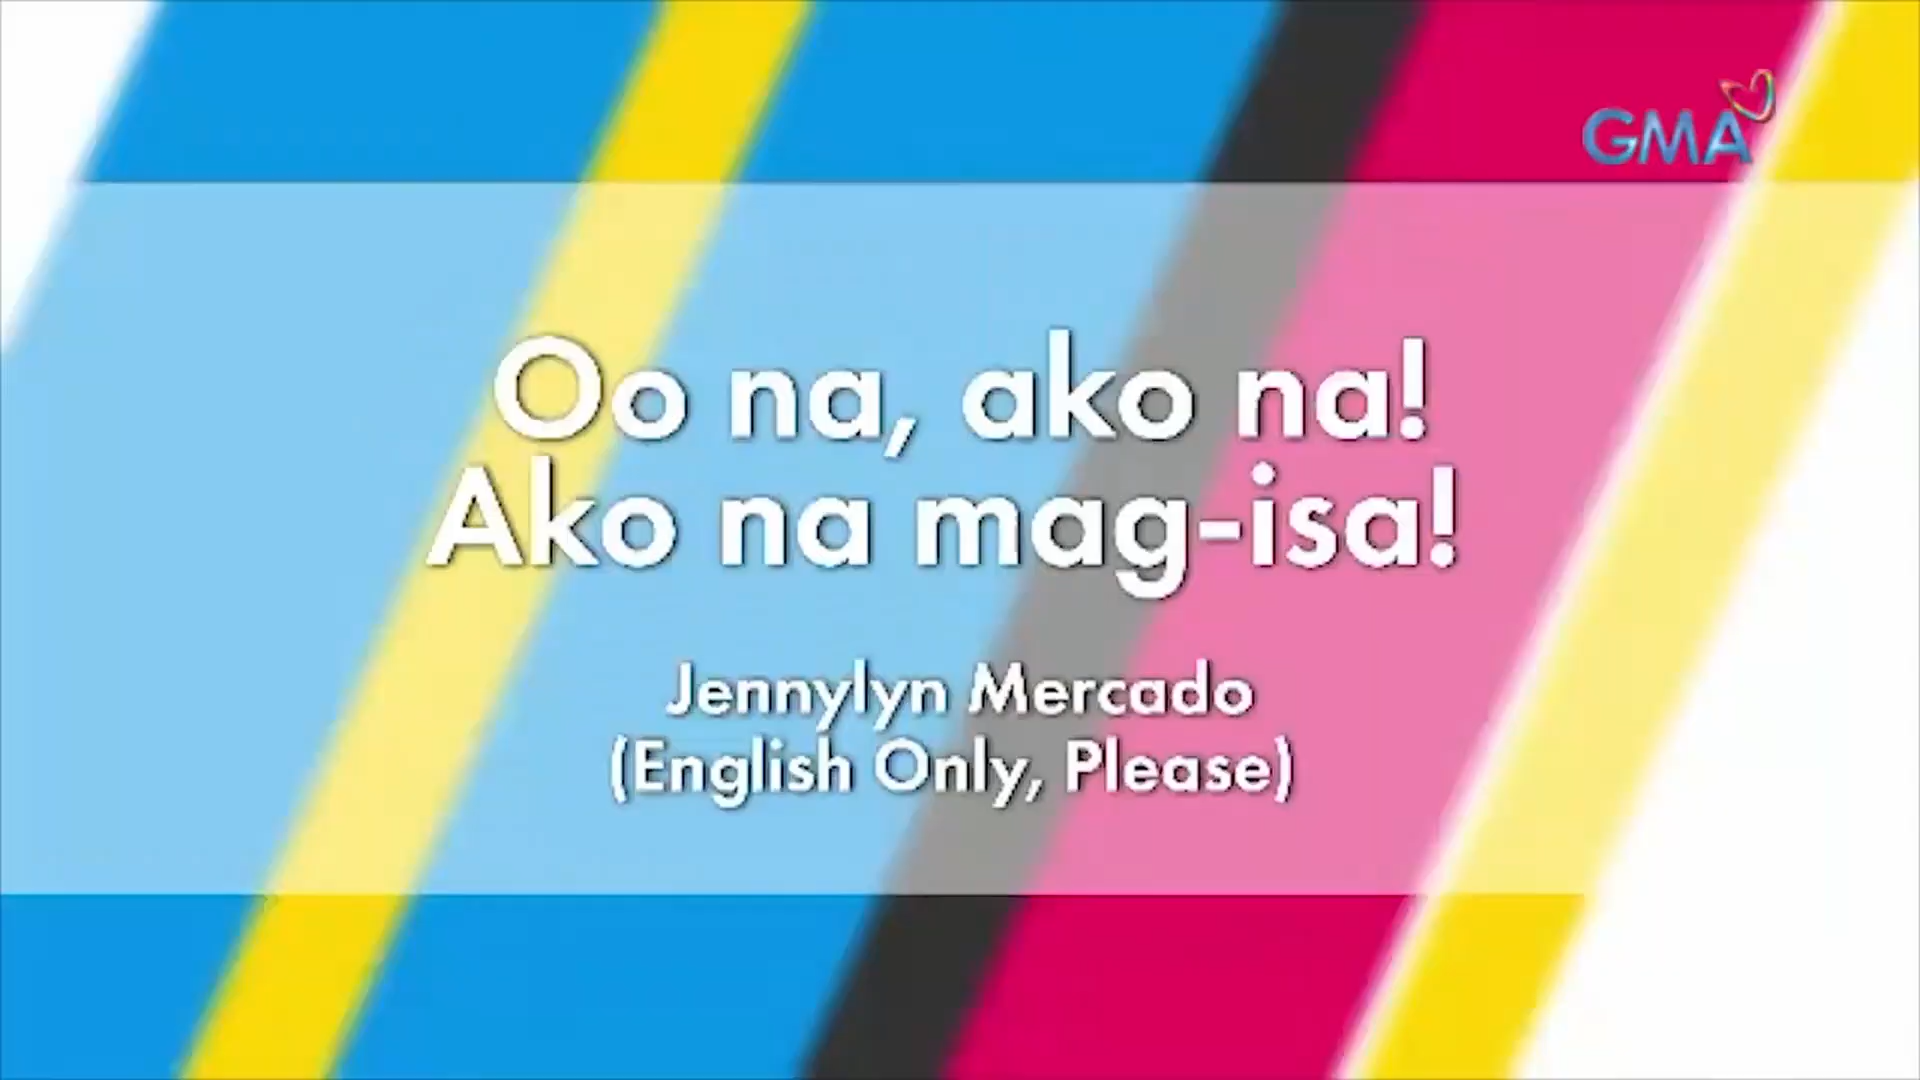 GMA
Oo na, ako na!
Ako na mag-isa!
Jennylyn Mercado
(English Only, Please)